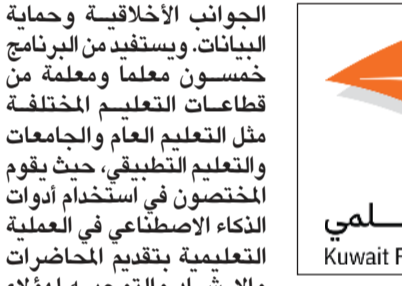 الجوانب الأخلاقية وحماية
البيانات. ويستفيد من البرنامج
خمسون معلما ومعلمة من
قطاعات التعليم المختلفة
مثل التعليم العام والجامعات
والتعليم التطبيقي، حيث يقوم
المختصون في استخدام أدوات
الذكاء الاصطناعي في العملية
التعليمية بتقديم المحاضرات
ـلمي
Kuwait F